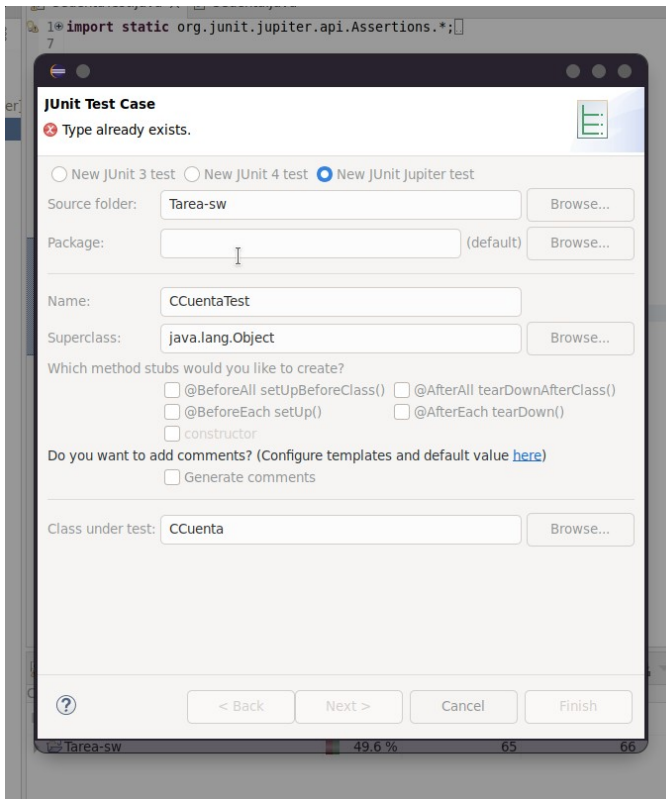 1 import static org.junit.jupiter.api.Assertions.*;
7
JUnit Test Case
Type already exists.
New JUnit 3 test New JUnit 4 test New JUnit Jupiter test
Source folder: Tarea-sw Browse...
Package: (default) Browse...
Name: CCuentaTest
Superclass: java.lang.Object Browse...
Which method stubs would you like to create?
@BeforeAll setUpBeforeClass() @AfterAll tearDownAfterClass()
@BeforeEach setUp() @AfterEach tearDown()
constructor
Do you want to add comments? (Configure templates and default value here)
Generate comments
Class under test: CCuenta Browse...
? < Back Next > Cancel Finish
Tarea-sw 49.6 % 65 66